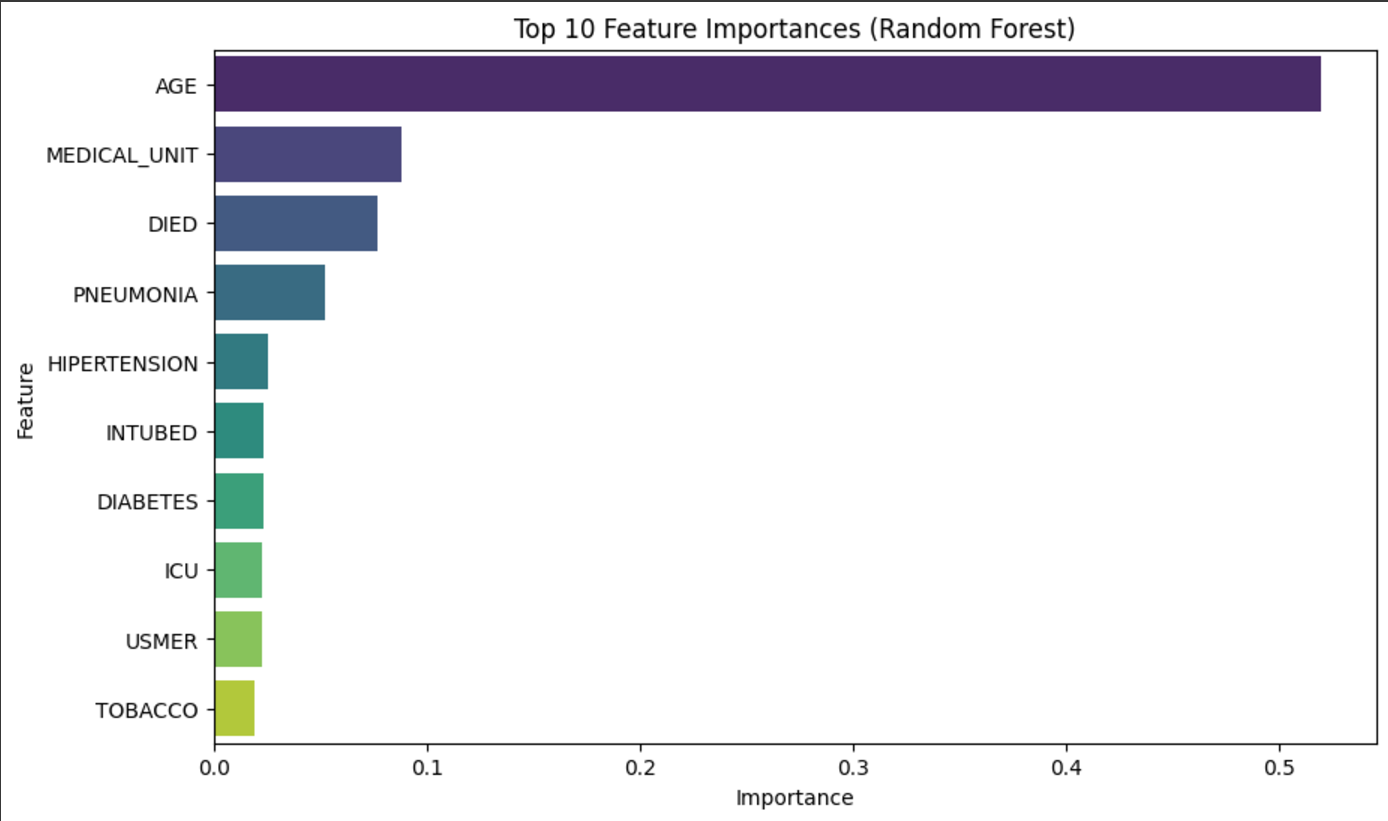 Top 10 Feature Importances (Random Forest)
AGE
MEDICAL_UNIT
DIED
PNEUMONIA
HIPERTENSION
INTUBED
DIABETES
ICU
USMER
TOBACCO
Feature
0.0 0.1 0.2 0.3 0.4 0.5
Importance